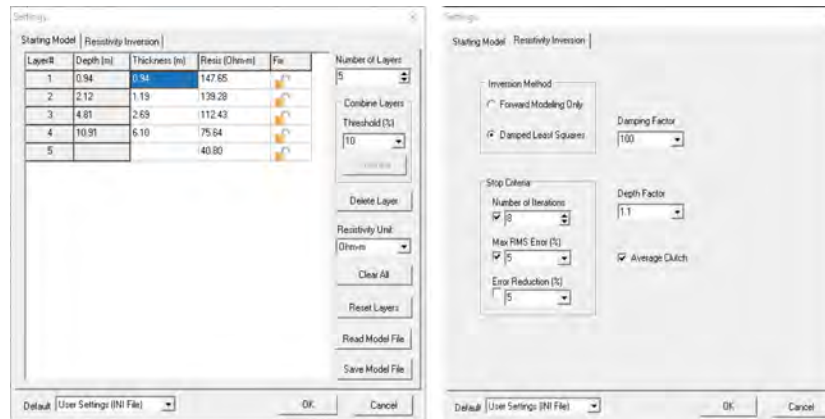 Settings
Starting Model Resistivity Inversion
Layer# Depth (m) Thickness (m) Resis (Ohm-m) Fix
1 0.94 0.94 147.65
2 2.12 1.19 139.28
3 4.81 2.69 112.43
4 10.91 6.10 75.64
5 40.80
Number of Layers
5
Combine Layers
Threshold (%)
10
Delete Layer
Resistivity Unit
Ohm-m
Clear All
Reset Layers
Read Model File
Save Model File
Default User Settings (INI File) OK Cancel
Settings
Starting Model Resistivity Inversion
Inversion Method
Forward Modeling Only
Damped Least Squares
Damping Factor
100
Stop Criteria
Number of Iterations
8
Max RMS Error (%)
5
Error Reduction (%)
5
Depth Factor
1.1
Average Clutch
Default User Settings (INI File) OK Cancel